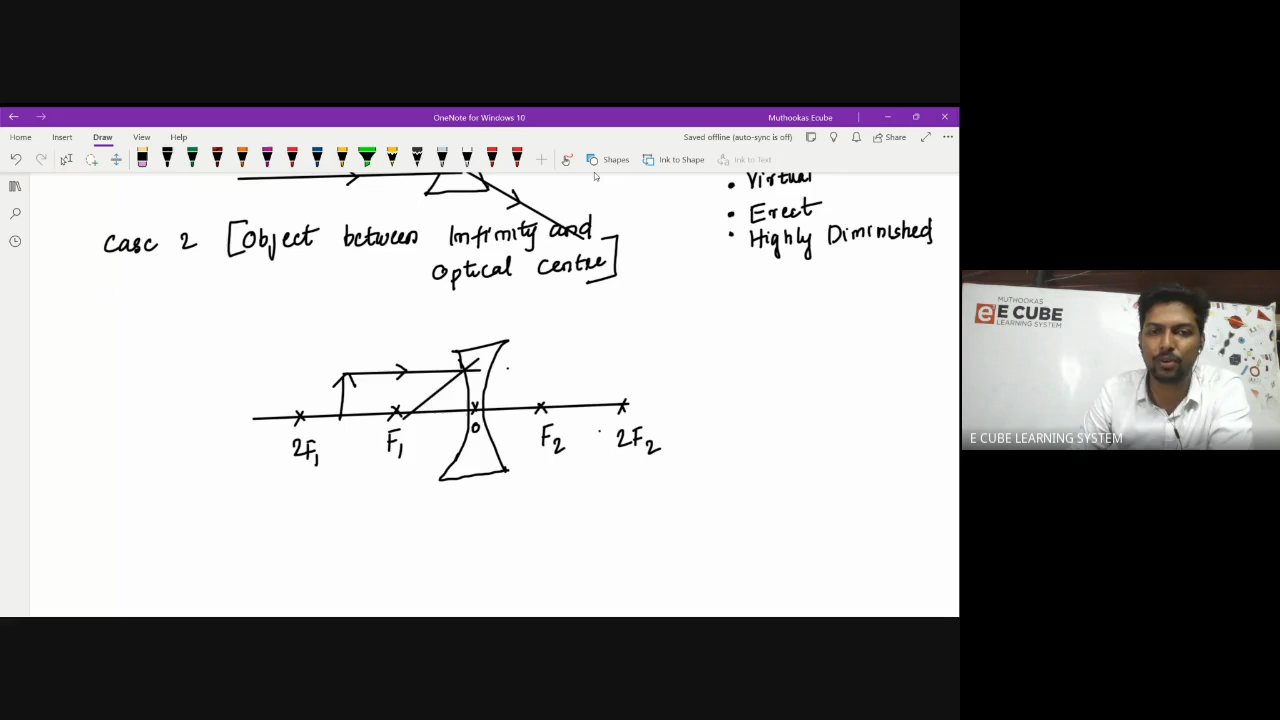 OneNote for Windows 10
Muthookas Ecube
Home Insert Draw View Help
Saved offline (auto-sync is off)
Share
Shapes
Ink to Shape
Ink to Text
• Virtual
• Erect
• Highly Diminished
Case 2 [Object between Infinity and
Optical Centre]
2F1 F1 O F2 2F2
MUTHOOKAS
e E CUBE
LEARNING SYSTEM
E CUBE LEARNING SYSTEM